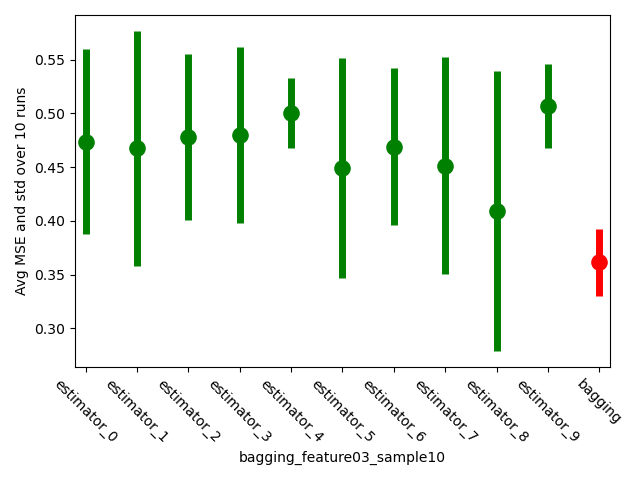 Avg MSE and std over 10 runs
0.55
0.50
0.45
0.40
0.35
0.30
estimator_0
estimator_1
estimator_2
estimator_3
estimator_4
estimator_5
estimator_6
estimator_7
estimator_8
estimator_9
bagging
bagging_feature03_sample10